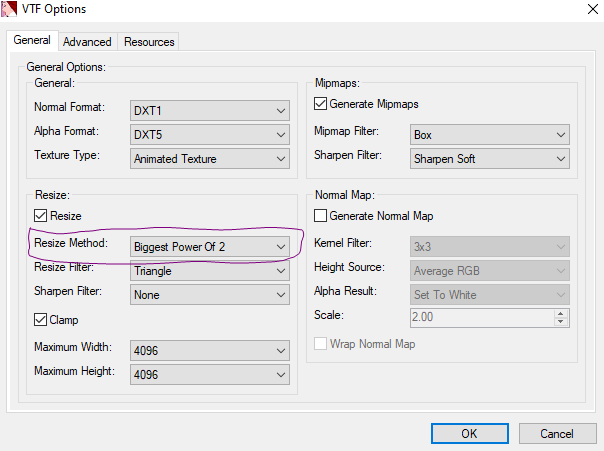 VTF Options
General Advanced Resources
General Options:
General:
Normal Format: DXT1
Alpha Format: DXT5
Texture Type: Animated Texture
Mipmaps:
Generate Mipmaps
Mipmap Filter: Box
Sharpen Filter: Sharpen Soft
Resize:
Resize
Resize Method: Biggest Power Of 2
Resize Filter: Triangle
Sharpen Filter: None
Clamp
Maximum Width: 4096
Maximum Height: 4096
Normal Map:
Generate Normal Map
Kernel Filter: 3x3
Height Source: Average RGB
Alpha Result: Set To White
Scale: 2.00
Wrap Normal Map
OK Cancel